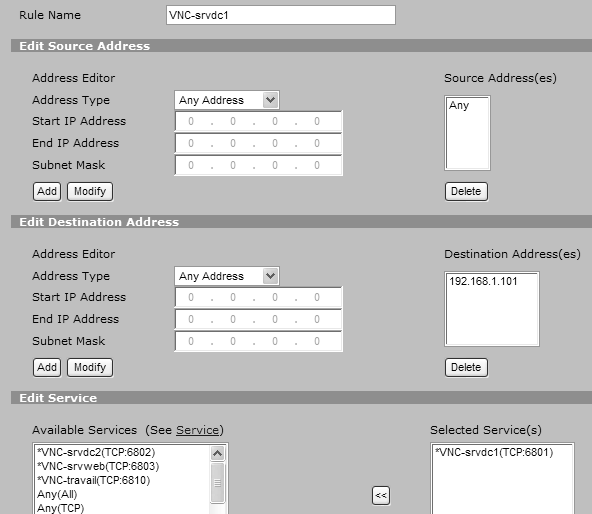 Rule Name VNC-srvdc1
Edit Source Address
Address Editor Source Address(es)
Address Type Any Address Any
Start IP Address 0 . 0 . 0 . 0
End IP Address 0 . 0 . 0 . 0
Subnet Mask 0 . 0 . 0 . 0
Add Modify Delete
Edit Destination Address
Address Editor Destination Address(es)
Address Type Any Address 192.168.1.101
Start IP Address 0 . 0 . 0 . 0
End IP Address 0 . 0 . 0 . 0
Subnet Mask 0 . 0 . 0 . 0
Add Modify Delete
Edit Service
Available Services (See Service) Selected Service(s)
*VNC-srvdc2(TCP:6802) *VNC-srvdc1(TCP:6801)
*VNC-srvweb(TCP:6803)
*VNC-travail(TCP:6810)
Any(All) <<
Any(TCP)